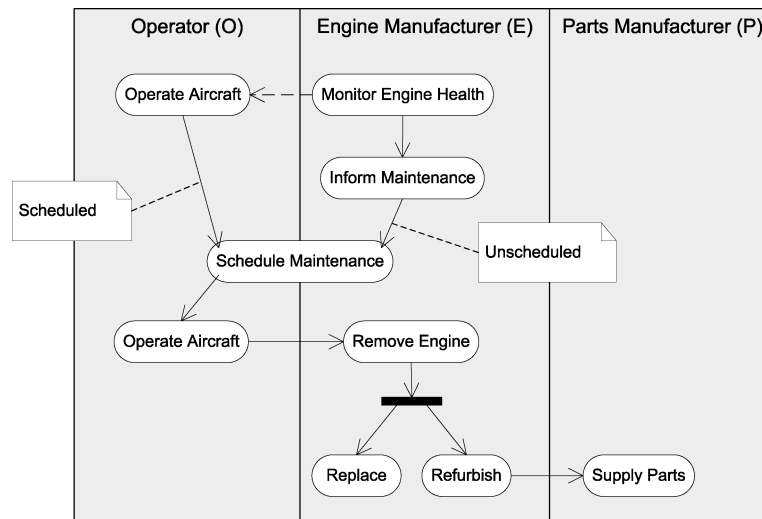 Operator (O)
Engine Manufacturer (E)
Parts Manufacturer (P)
Operate Aircraft
Monitor Engine Health
Inform Maintenance
Scheduled
Unscheduled
Schedule Maintenance
Operate Aircraft
Remove Engine
Replace
Refurbish
Supply Parts